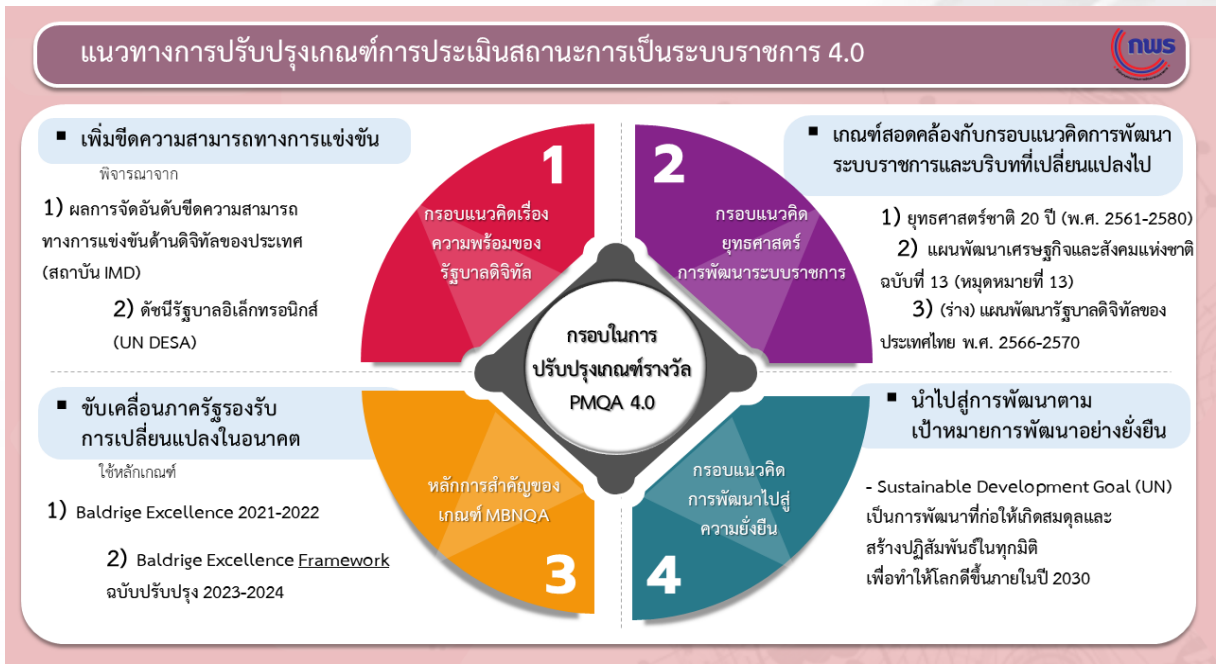 แนวทางการปรับปรุงเกณฑ์การประเมินสถานะการเป็นระบบราชการ 4.0
กพร
▪ เพิ่มขีดความสามารถทางการแข่งขัน
พิจารณาจาก
1) ผลการจัดอันดับขีดความสามารถ
ทางการแข่งขันด้านดิจิทัลของประเทศ
(สถาบัน IMD)
2) ดัชนีรัฐบาลอิเล็กทรอนิกส์
(UN DESA)
1
กรอบแนวคิดเรื่อง
ความพร้อมของ
รัฐบาลดิจิทัล
2
กรอบแนวคิด
ยุทธศาสตร์
การพัฒนาระบบราชการ
▪ เกณฑ์สอดคล้องกับกรอบแนวคิดการพัฒนา
ระบบราชการและบริบทที่เปลี่ยนแปลงไป
1) ยุทธศาสตร์ชาติ 20 ปี (พ.ศ. 2561-2580)
2) แผนพัฒนาเศรษฐกิจและสังคมแห่งชาติ
ฉบับที่ 13 (หมุดหมายที่ 13)
3) (ร่าง) แผนพัฒนารัฐบาลดิจิทัลของ
ประเทศไทย พ.ศ. 2566-2570
กรอบในการ
ปรับปรุงเกณฑ์รางวัล
PMQA 4.0
▪ ขับเคลื่อนภาครัฐรองรับ
การเปลี่ยนแปลงในอนาคต
ใช้หลักเกณฑ์
1) Baldrige Excellence 2021-2022
2) Baldrige Excellence Framework
ฉบับปรับปรุง 2023-2024
หลักการสำคัญของ
เกณฑ์ MBNQA
3
กรอบแนวคิด
การพัฒนาไปสู่
ความยั่งยืน
4
▪ นำไปสู่การพัฒนาตาม
เป้าหมายการพัฒนาอย่างยั่งยืน
- Sustainable Development Goal (UN)
เป็นการพัฒนาที่ก่อให้เกิดสมดุลและ
สร้างปฏิสัมพันธ์ในทุกมิติ
เพื่อทำให้โลกดีขึ้นภายในปี 2030